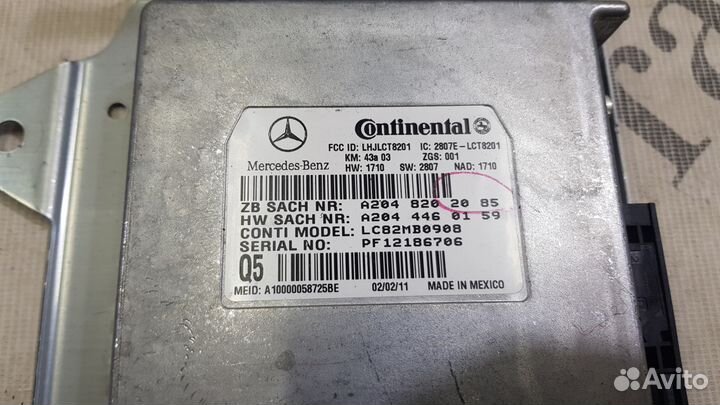 Mercedes-Benz
Continental
FCC ID: LHJLCT8201 IC: 2807E-LCT8201
KM: 43a 03 ZGS: 001
HW: 1710 SW: 2807 NAD: 1710
ZB SACH NR: A204 820 20 85
HW SACH NR: A204 446 01 59
CONTI MODEL: LC82MB0908
SERIAL NO: PF12186706
Q5
MEID: A10000058725BE 02/02/11 MADE IN MEXICO
Avito